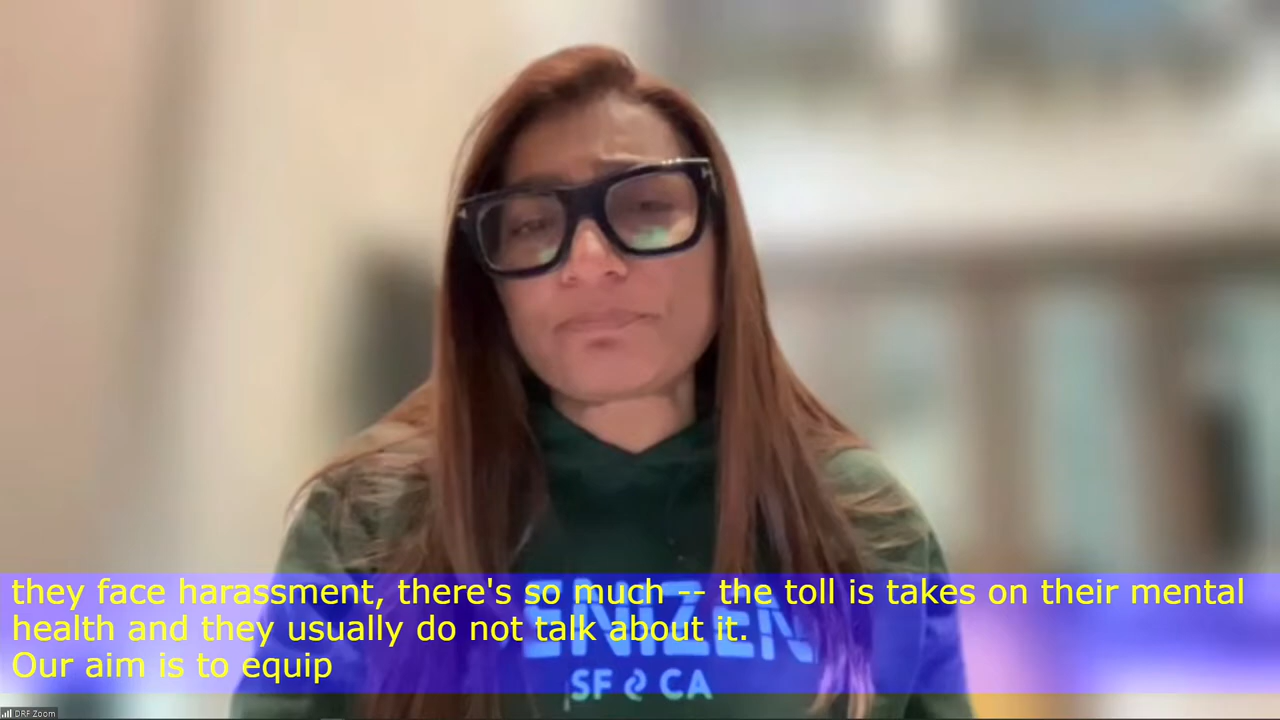 they face harassment, there's so much -- the toll is takes on their mental
health and they usually do not talk about it.
Our aim is to equip
ENIZEN
SF CA
DRF Zoom